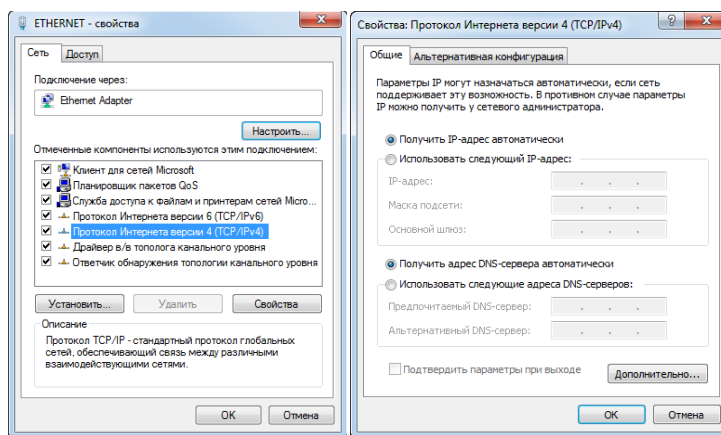 ETHERNET - свойства
Сеть
Доступ
Подключение через:
Ethernet Adapter
Настроить...
Отмеченные компоненты используются этим подключением:
Клиент для сетей Microsoft
Планировщик пакетов QoS
Служба доступа к файлам и принтерам сетей Micro...
Протокол Интернета версии 6 (TCP/IPv6)
Протокол Интернета версии 4 (TCP/IPv4)
Драйвер в/в тополога канального уровня
Ответчик обнаружения топологии канального уровня
Установить...
Удалить
Свойства
Описание
Протокол TCP/IP - стандартный протокол глобальных
сетей, обеспечивающий связь между различными
взаимодействующими сетями.
ОК
Отмена
Свойства: Протокол Интернета версии 4 (TCP/IPv4)
Общие
Альтернативная конфигурация
Параметры IP могут назначаться автоматически, если сеть
поддерживает эту возможность. В противном случае параметры
IP можно получить у сетевого администратора.
Получить IP-адрес автоматически
Использовать следующий IP-адрес:
IP-адрес:
Маска подсети:
Основной шлюз:
Получить адрес DNS-сервера автоматически
Использовать следующие адреса DNS-серверов:
Предпочитаемый DNS-сервер:
Альтернативный DNS-сервер:
Подтвердить параметры при выходе
Дополнительно...
ОК
Отмена